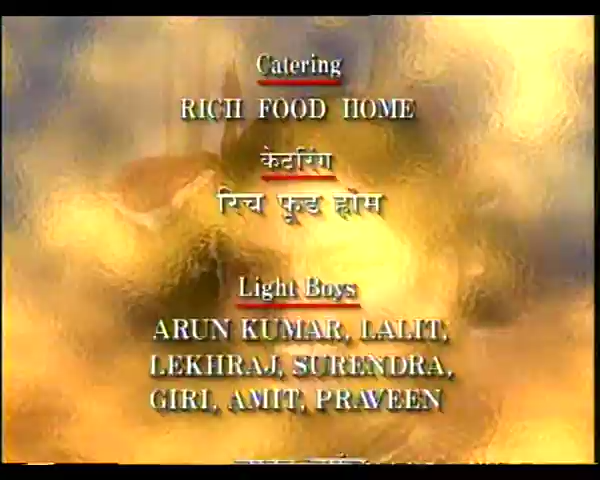 Catering
RICH FOOD HOME
केटरिंग
रिच फूड होम
Light Boys
ARUN KUMAR, LALIT,
LEKHRAJ, SURENDRA,
GIRI, AMIT, PRAVEEN